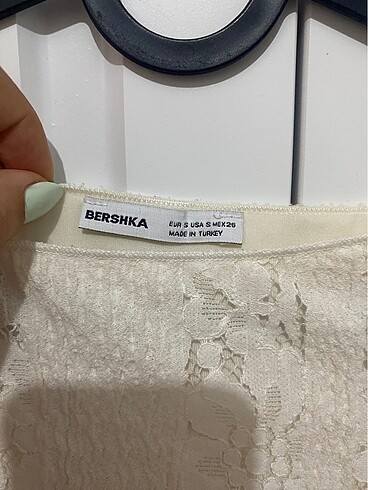 BERSHKA
EUR S USA S MEX 26
MADE IN TURKEY